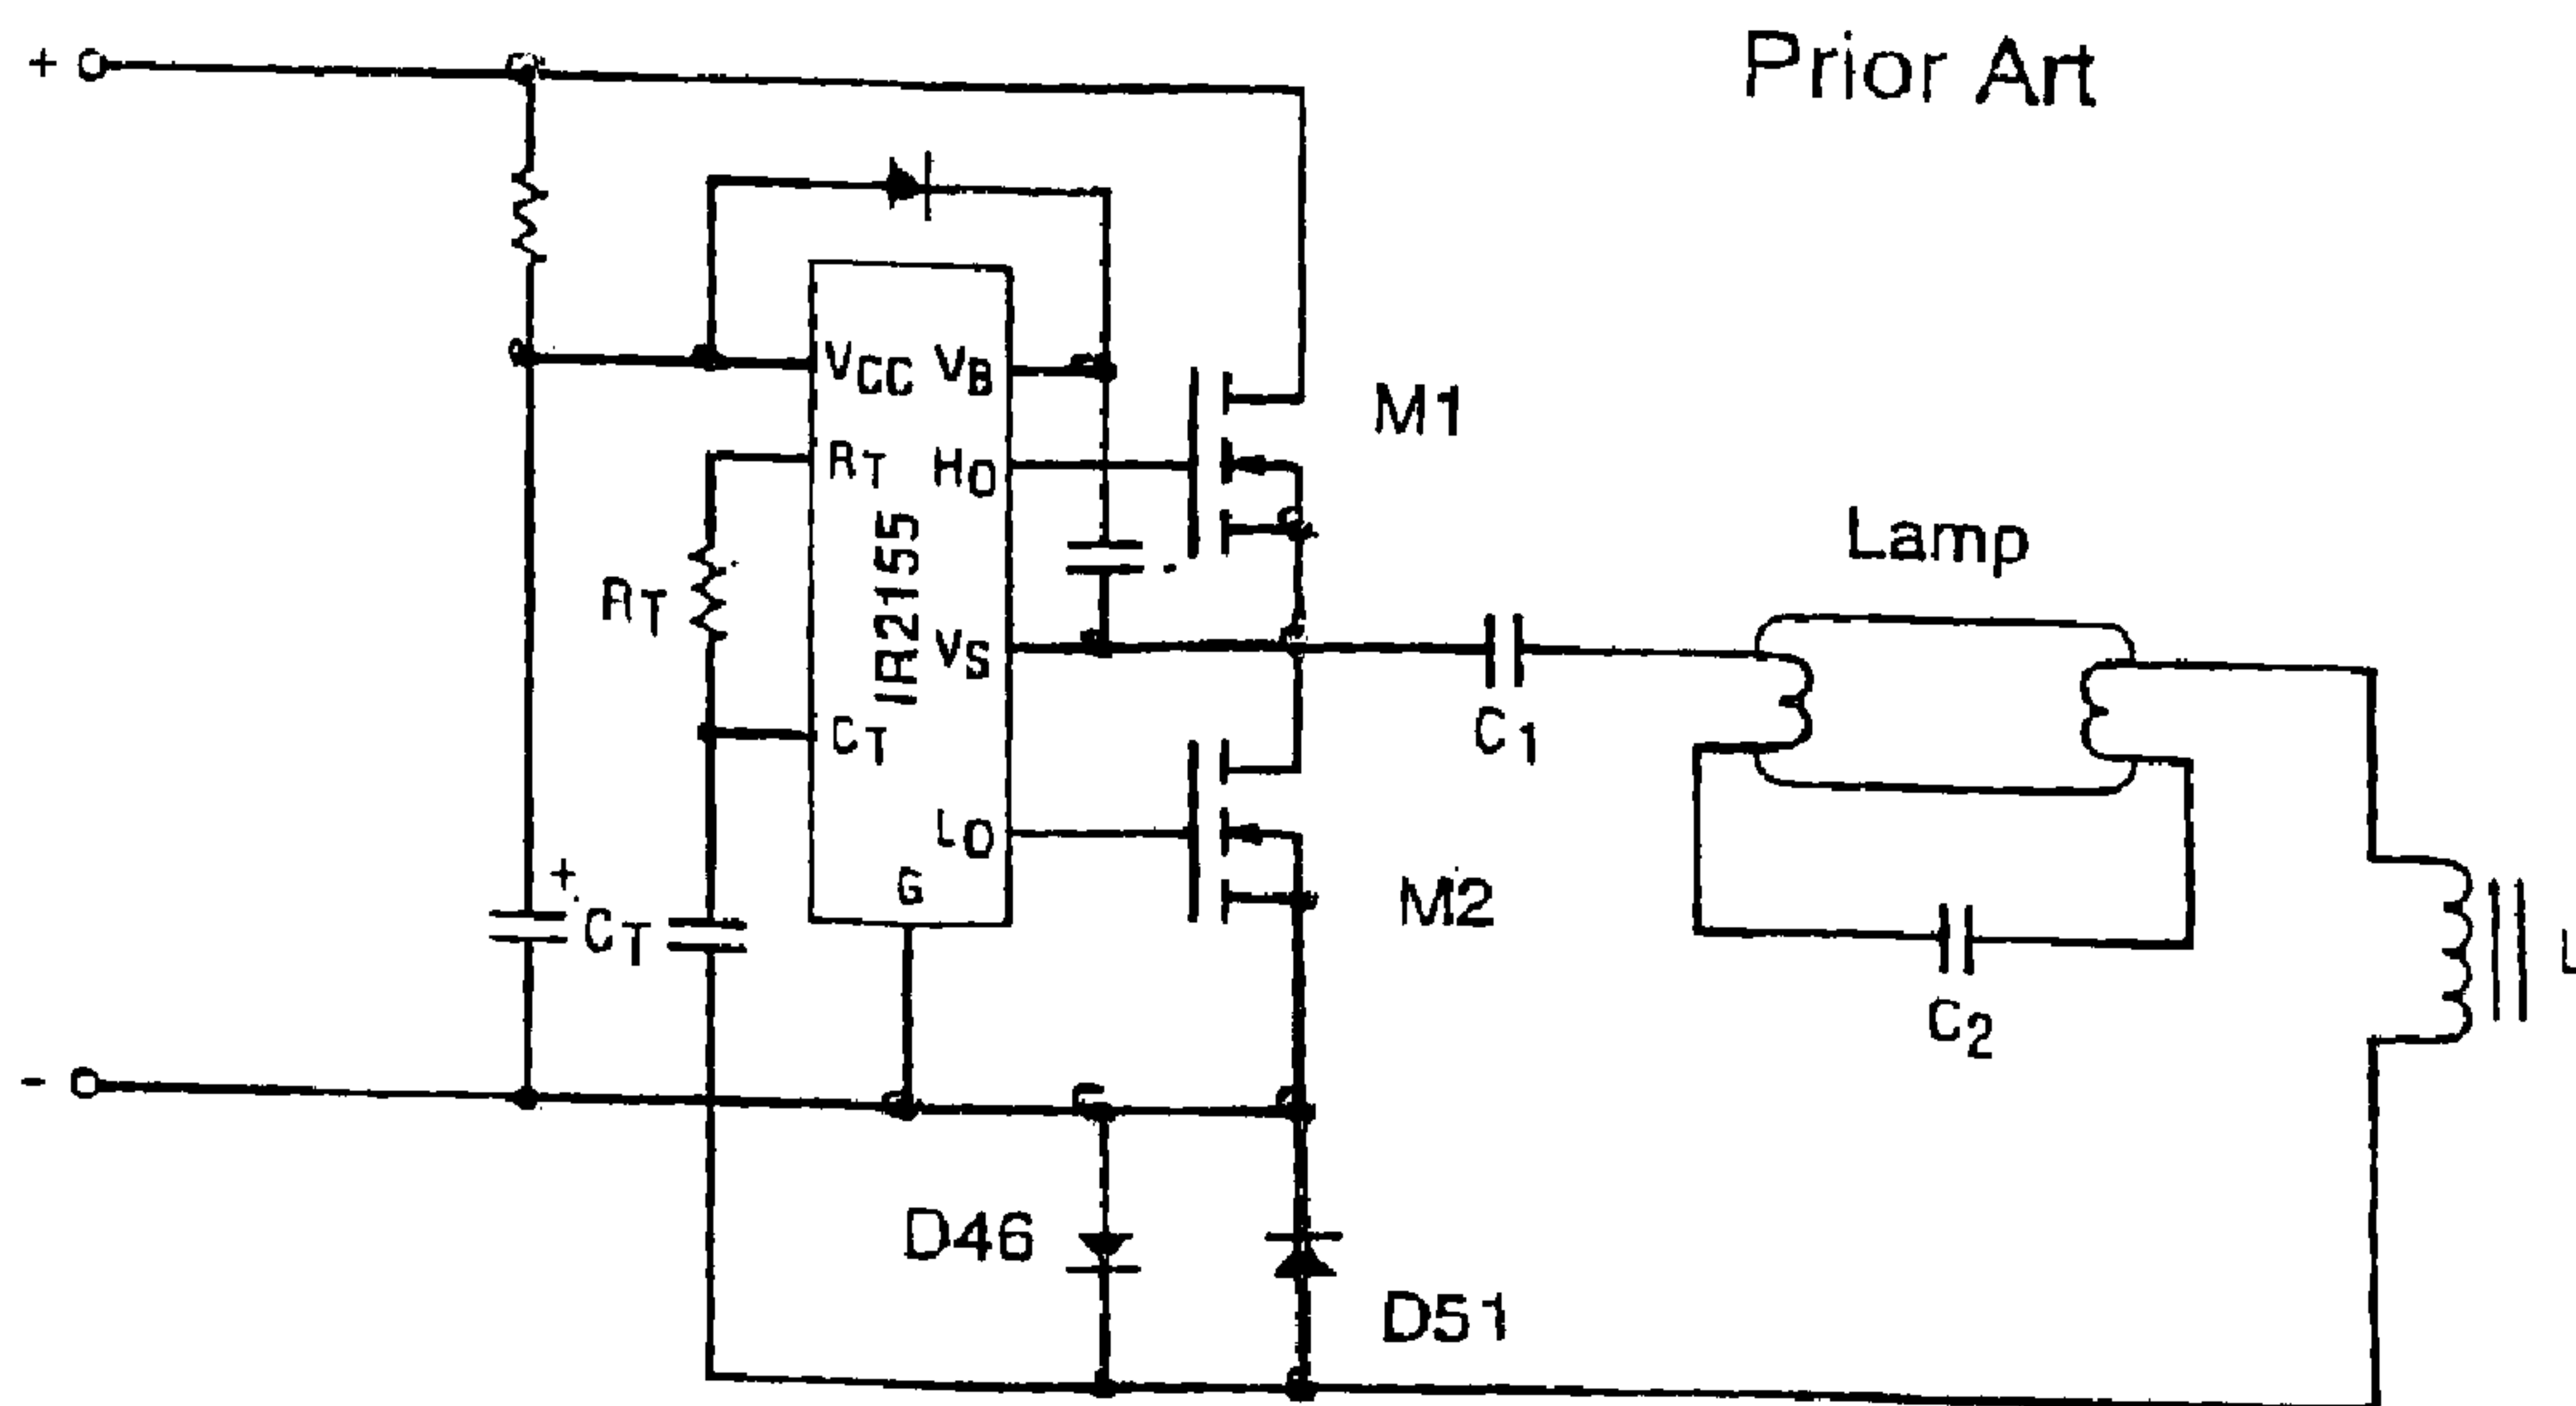 Prior Art
+
VCC VB
M1
RT HO
Lamp
RT
IR2155
VS
C1
CT
LO
G
M2
+
CT
L
C2
-
D46
D51